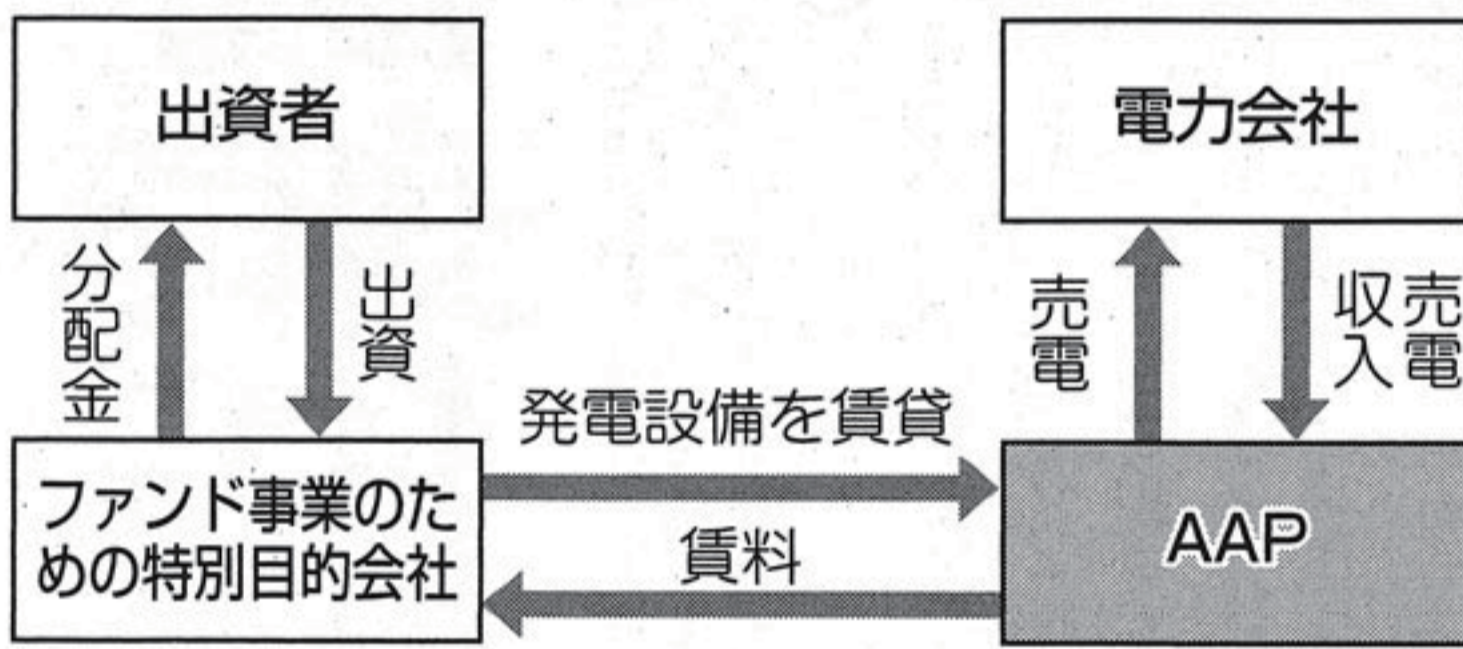 出資者
電力会社
分配金
出資
売電
売電
収入
発電設備を賃貸
賃料
ファンド事業のた
めの特別目的会社
AAP